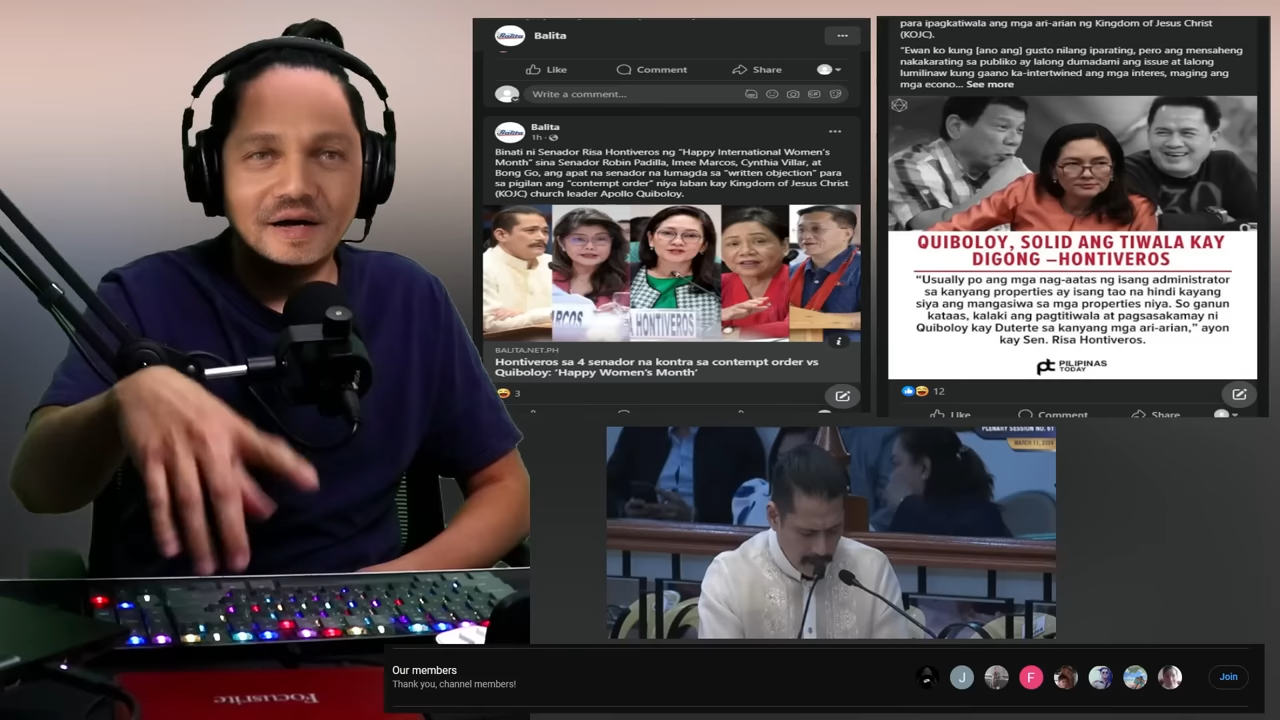 Balita
Like
Comment
Share
Write a comment...
GIF
Balita
Balita
1h
Binati ni Senador Risa Hontiveros ng “Happy International Women’s
Month” sina Senador Robin Padilla, Imee Marcos, Cynthia Villar, at
Bong Go, ang apat na senador na lumagda sa “written objection” para
sa pigilan ang “contempt order” niya laban kay Kingdom of Jesus Christ
(KOJC) church leader Apollo Quiboloy.
HONTIVEROS
BALITA.NET.PH
Hontiveros sa 4 senador na kontra sa contempt order vs
Quiboloy: ‘Happy Women’s Month’
3
para ipagkatiwala ang mga ari-arian ng Kingdom of Jesus Christ
(KOJC).
“Ewan ko kung [ano ang] gusto nilang iparating, pero ang mensaheng
nakakarating sa publiko ay lalong dumadami ang issue at lalong
lumilinaw kung gaano ka-intertwined ang mga interes, maging ang
mga econo... See more
QUIBOLOY, SOLID ANG TIWALA KAY
DIGONG –HONTIVEROS
“Usually po ang mga nag-aatas ng isang administrator
sa kanyang properties ay isang tao na hindi kayang
siya ang mangasiwa sa mga properties niya. So ganun
kataas, kalaki ang pagtitiwala at pagsasakamay ni
Quiboloy kay Duterte sa kanyang mga ari-arian,” ayon
kay Sen. Risa Hontiveros.
pt PILIPINAS
TODAY
12
Like
Comment
Share
PLENARY SESSION NO. 61
MARCH 11, 2024
Our members
Thank you, channel members!
J
F
Join
Focusrite